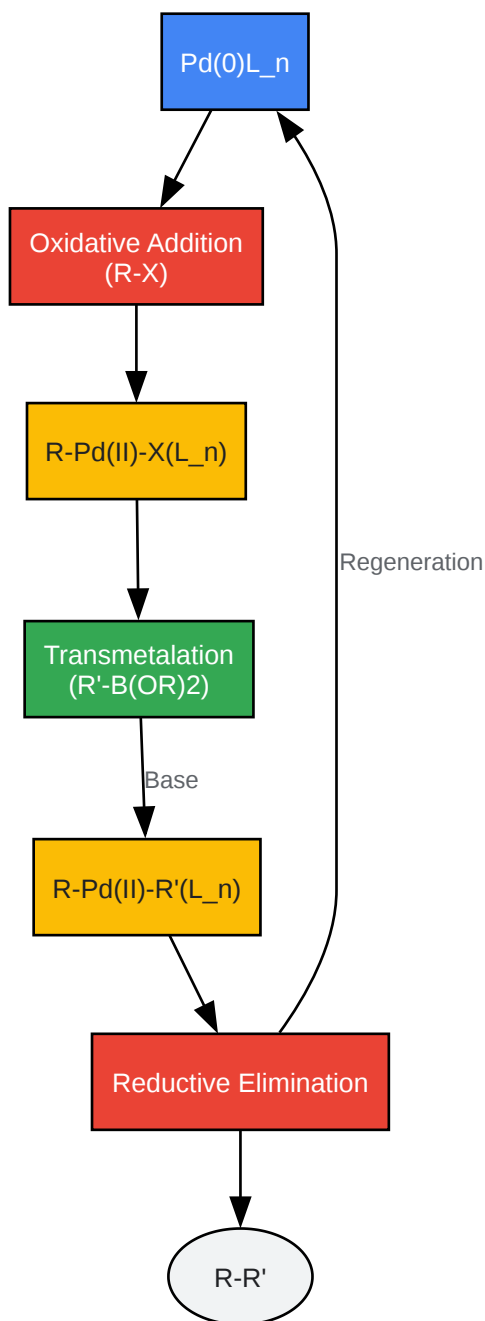 Pd(0)L_n
Oxidative Addition
(R-X)
R-Pd(II)-X(L_n)
Regeneration
Transmetalation
(R'-B(OR)2)
Base
R-Pd(II)-R'(L_n)
Reductive Elimination
R-R'